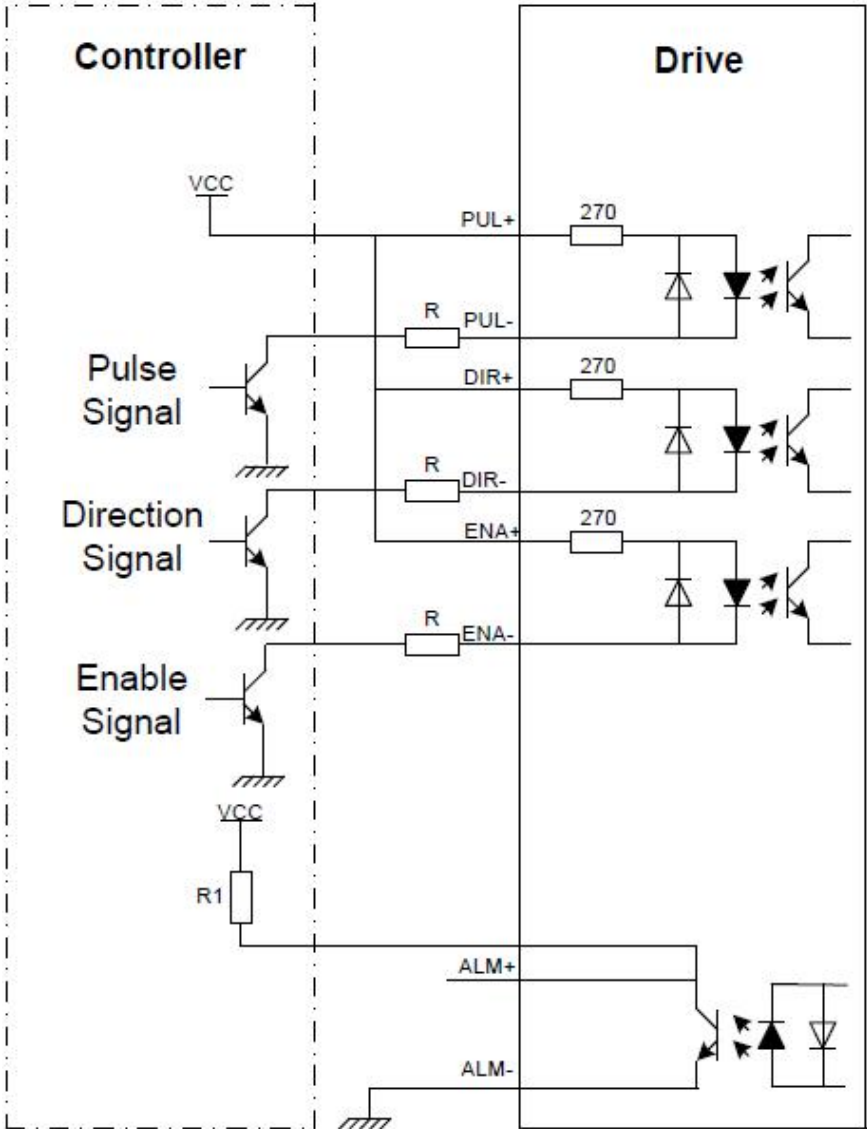 Controller
Drive
VCC
PUL+
270
R
PUL-
Pulse
Signal
DIR+
270
R
DIR-
Direction
Signal
ENA+
270
R
ENA-
Enable
Signal
VCC
R1
ALM+
ALM-